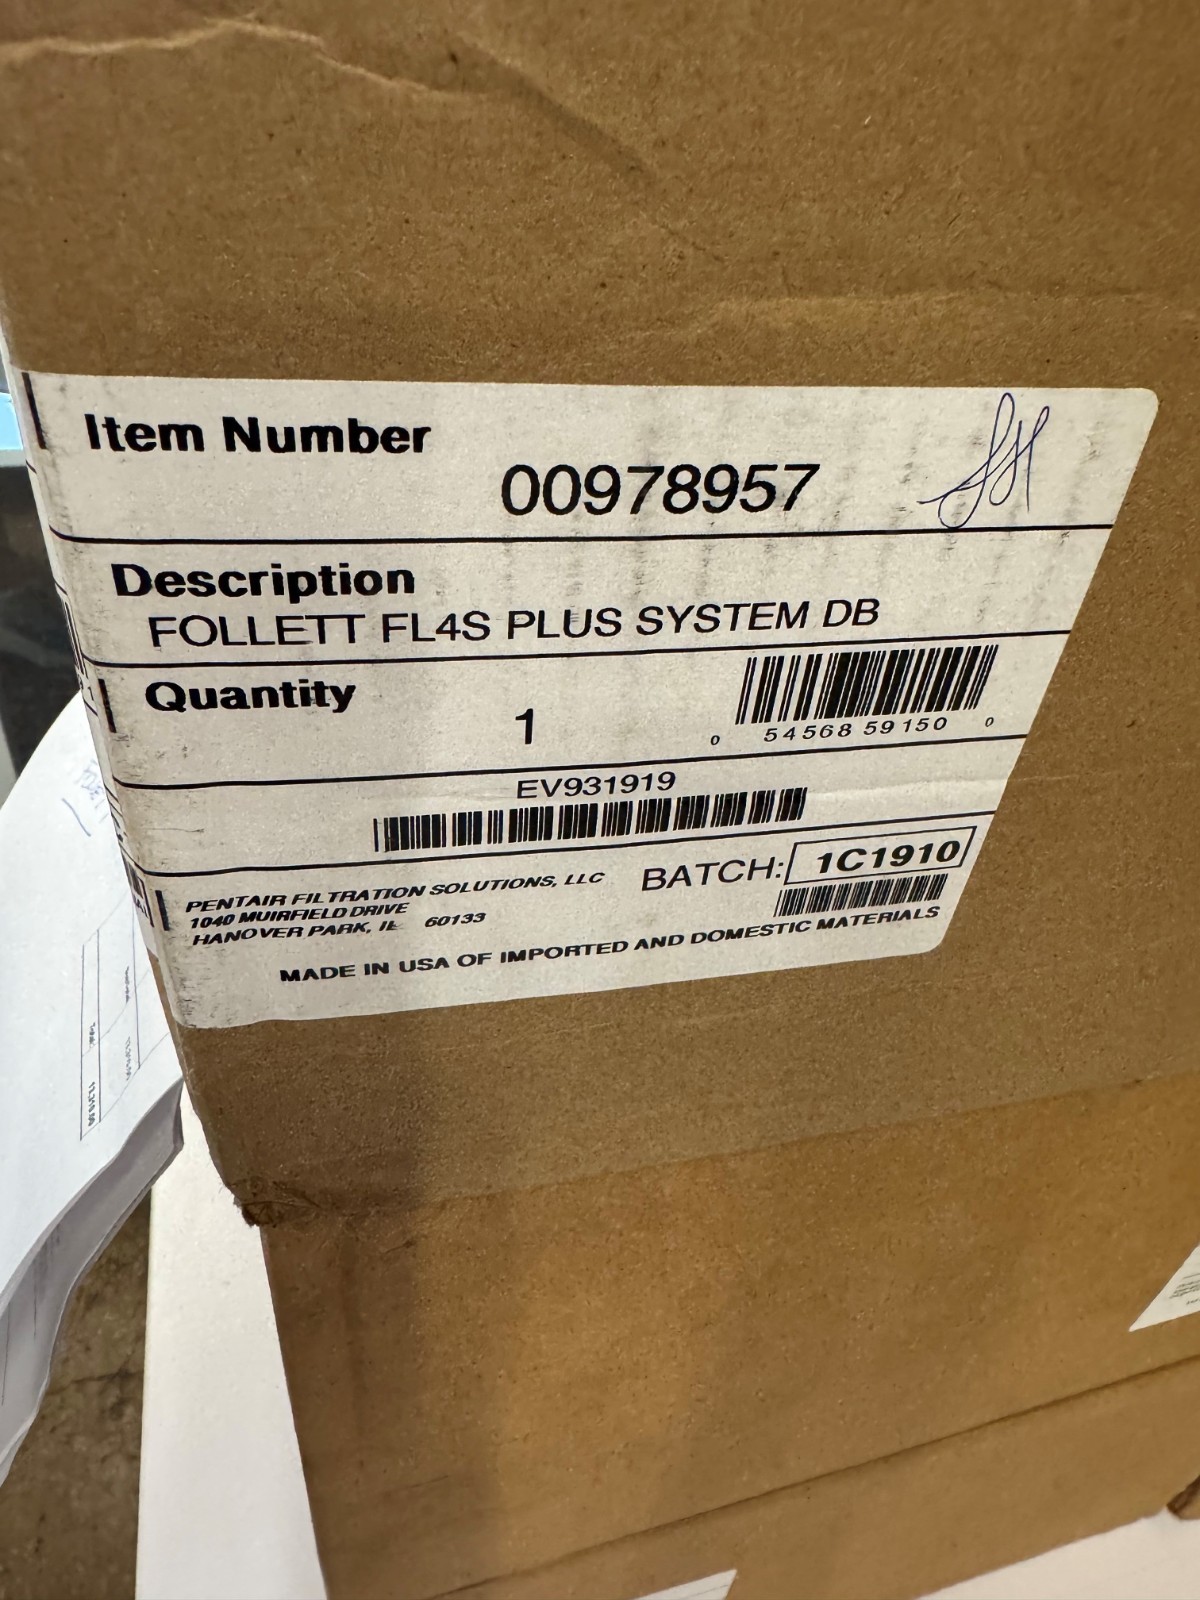 Item Number
00978957
Description
FOLLETT FL4S PLUS SYSTEM DB
Quantity
1
0 54568 59150 0
EV931919
PENTAIR FILTRATION SOLUTIONS, LLC
1040 MUIRFIELD DRIVE
HANOVER PARK, IL 60133
BATCH: 1C1910
MADE IN USA OF IMPORTED AND DOMESTIC MATERIALS